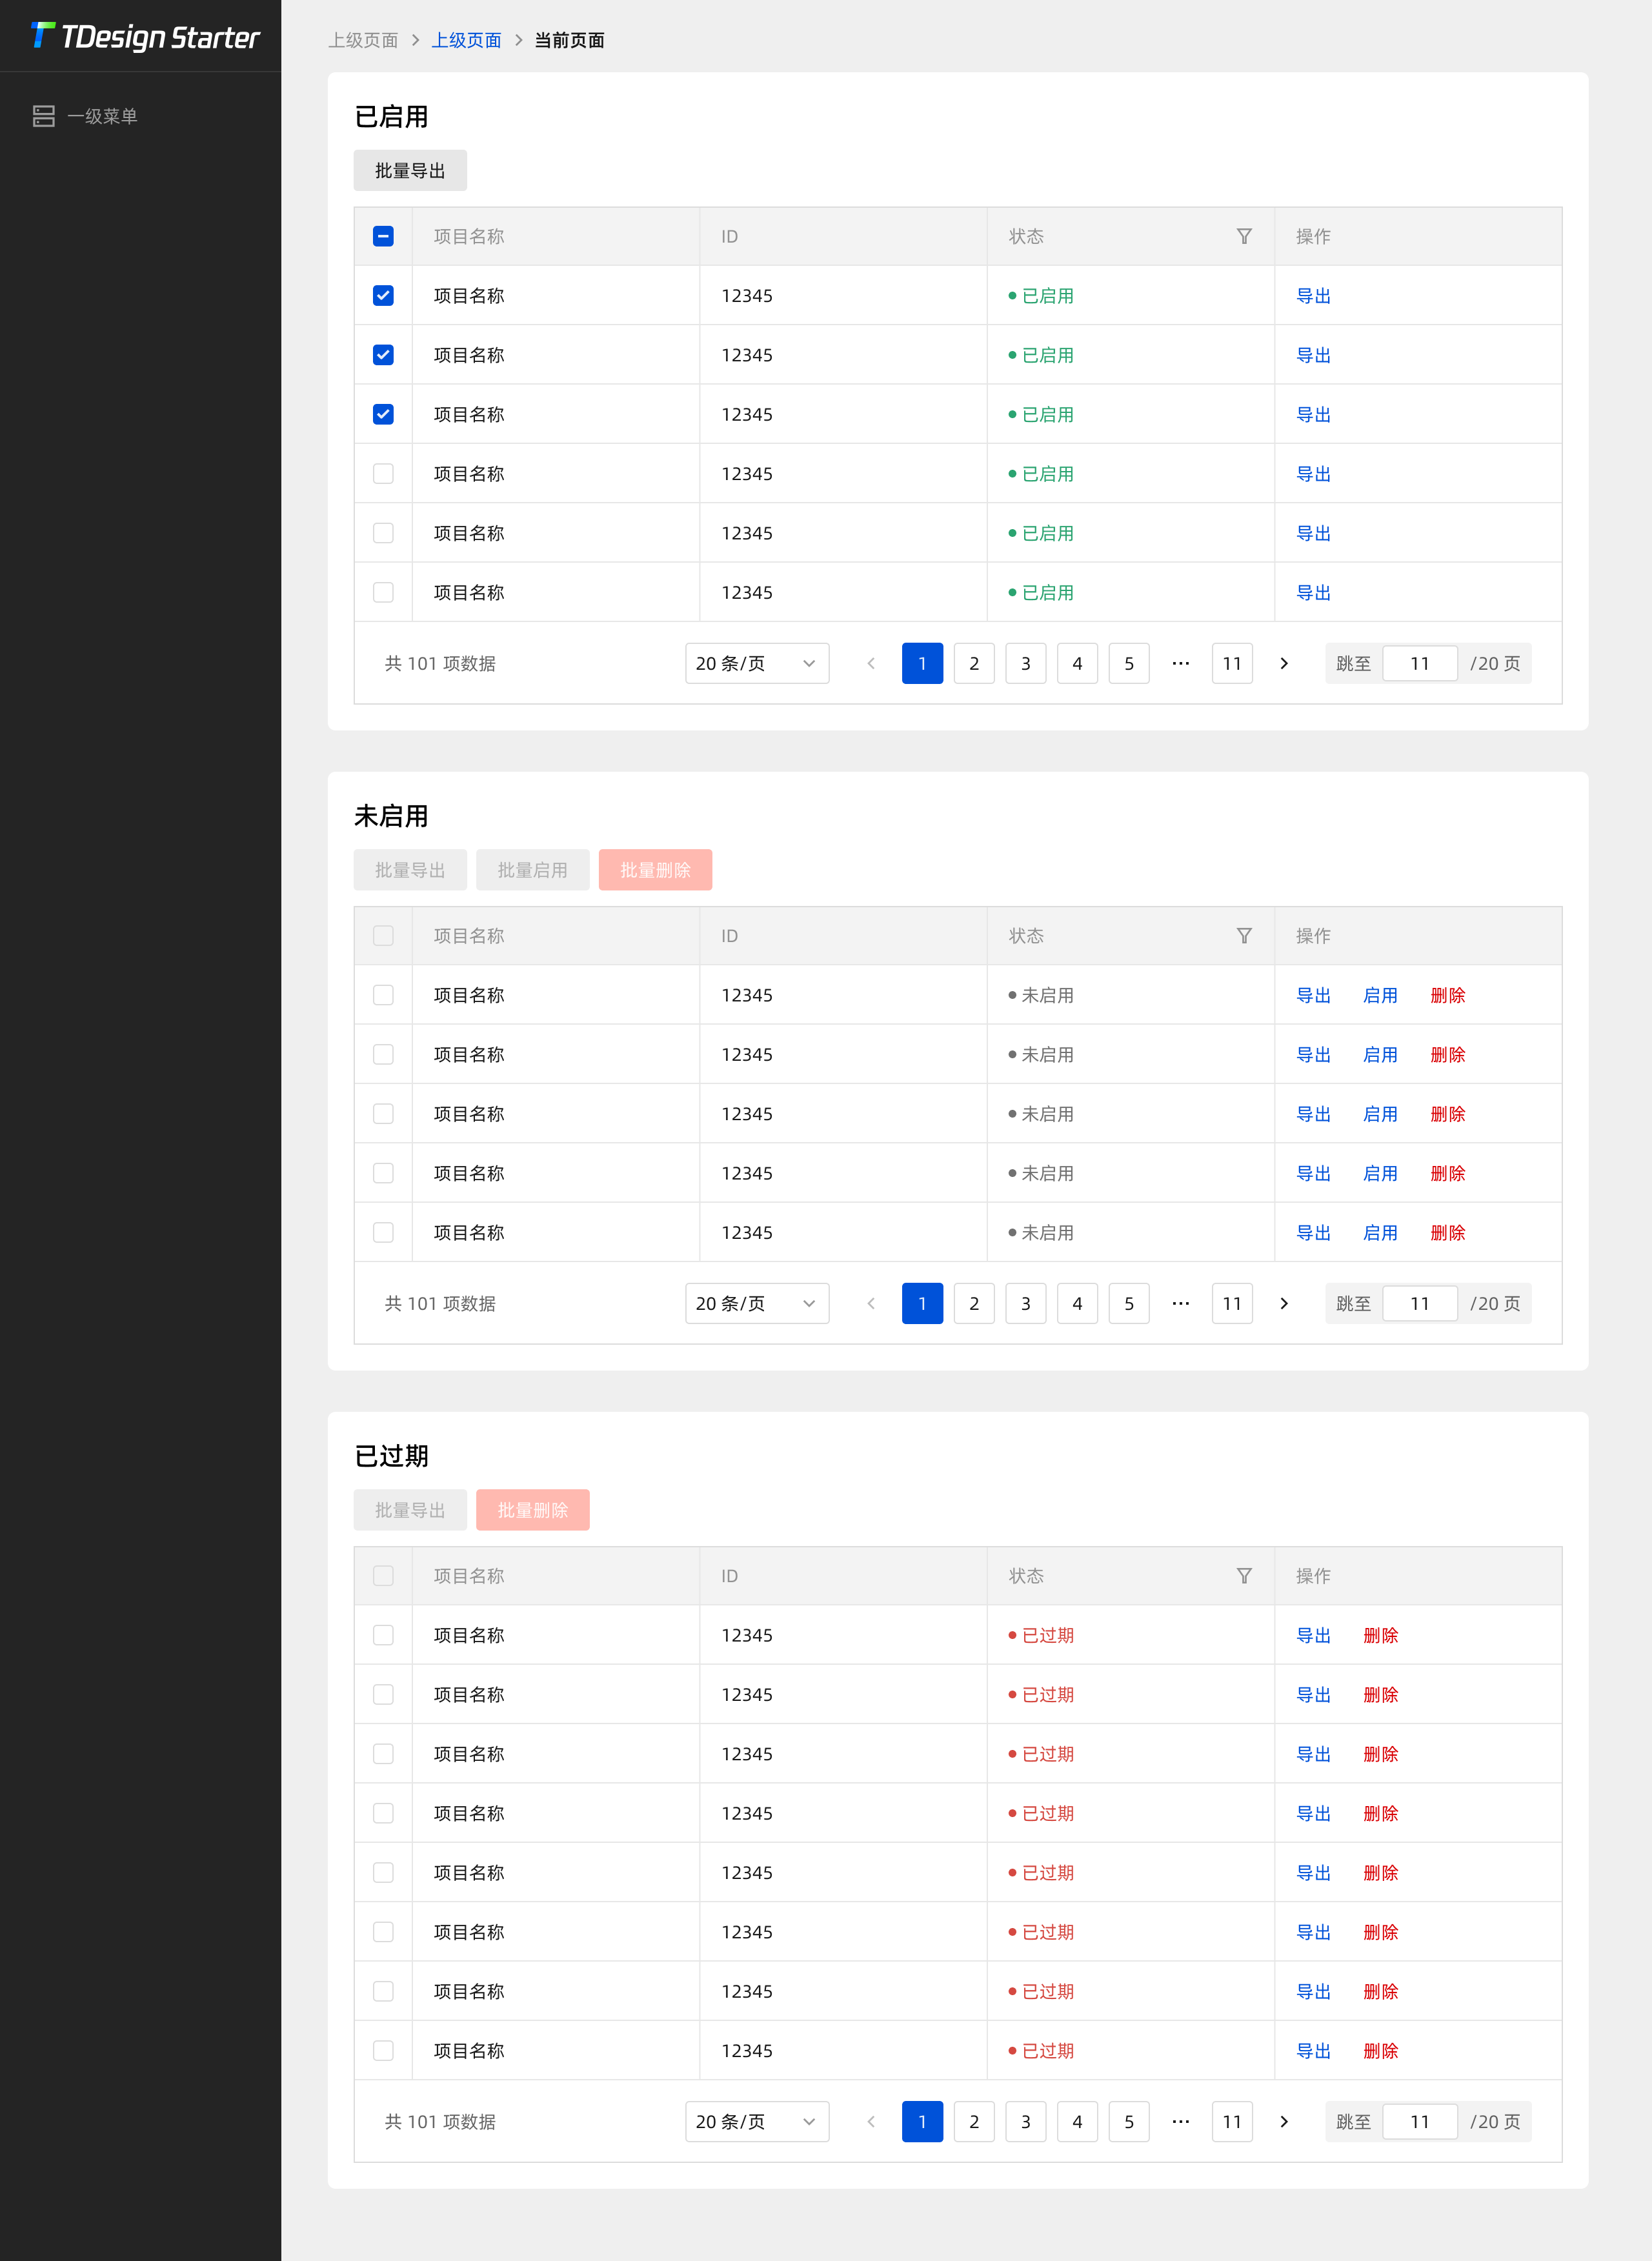 TDesign Starter
一级菜单
上级页面 > 上级页面 > 当前页面
已启用
批量导出
项目名称 ID 状态 操作
项目名称 12345 已启用 导出
项目名称 12345 已启用 导出
项目名称 12345 已启用 导出
项目名称 12345 已启用 导出
项目名称 12345 已启用 导出
项目名称 12345 已启用 导出
共 101 项数据 20 条/页 1 2 3 4 5 ··· 11 跳至 11 /20 页
未启用
批量导出 批量启用 批量删除
项目名称 ID 状态 操作
项目名称 12345 未启用 导出 启用 删除
项目名称 12345 未启用 导出 启用 删除
项目名称 12345 未启用 导出 启用 删除
项目名称 12345 未启用 导出 启用 删除
项目名称 12345 未启用 导出 启用 删除
共 101 项数据 20 条/页 1 2 3 4 5 ··· 11 跳至 11 /20 页
已过期
批量导出 批量删除
项目名称 ID 状态 操作
项目名称 12345 已过期 导出 删除
项目名称 12345 已过期 导出 删除
项目名称 12345 已过期 导出 删除
项目名称 12345 已过期 导出 删除
项目名称 12345 已过期 导出 删除
项目名称 12345 已过期 导出 删除
项目名称 12345 已过期 导出 删除
项目名称 12345 已过期 导出 删除
共 101 项数据 20 条/页 1 2 3 4 5 ··· 11 跳至 11 /20 页